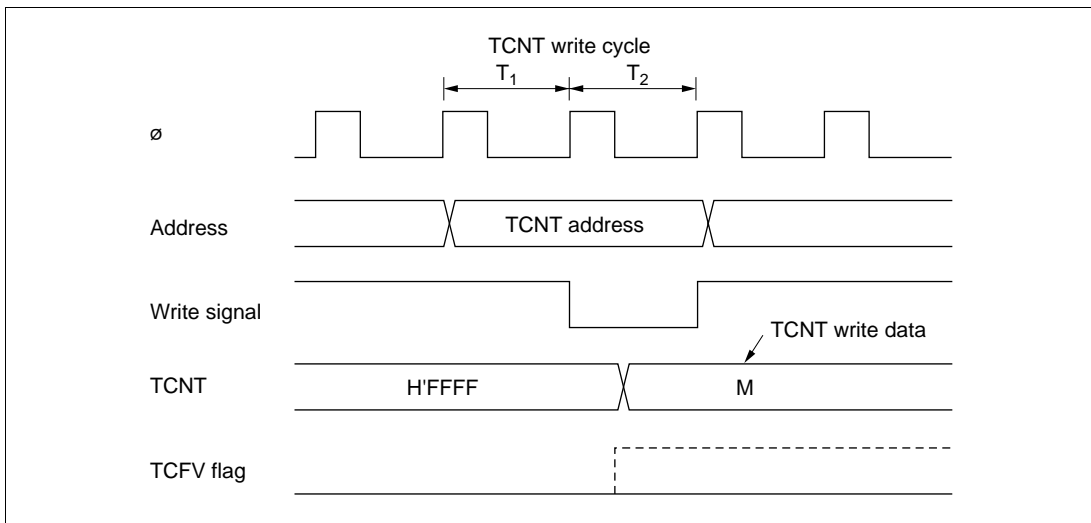 TCNT write cycle
T1 T2
ø
Address TCNT address
Write signal
TCNT write data
TCNT H'FFFF M
TCFV flag